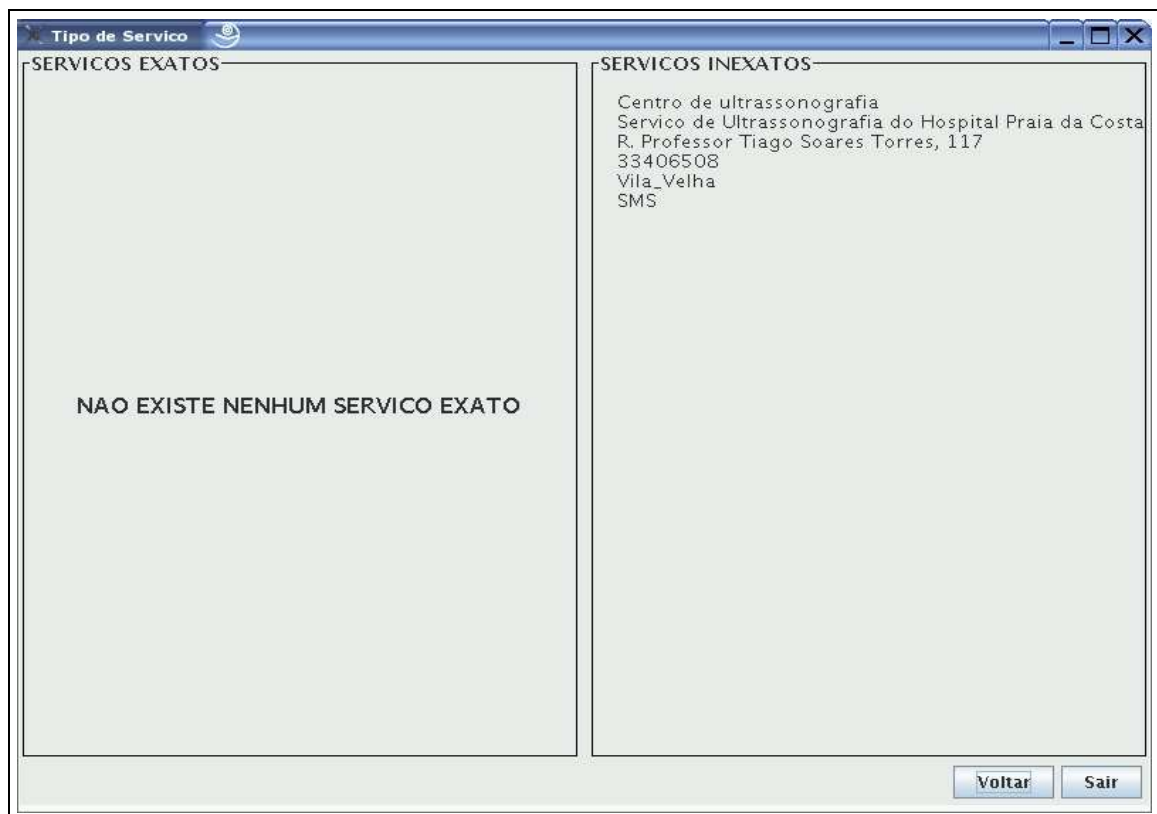 Tipo de Servico
SERVICOS EXATOS
NAO EXISTE NENHUM SERVICO EXATO
SERVICOS INEXATOS
Centro de ultrassonografia
Servico de Ultrassonografia do Hospital Praia da Costa
R. Professor Tiago Soares Torres, 117
33406508
Vila_Velha
SMS
Voltar
Sair